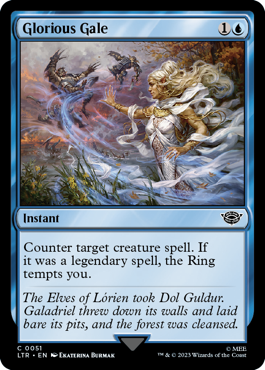 Glorious Gale 1
Instant
Counter target creature spell. If
it was a legendary spell, the Ring
tempts you.
The Elves of Lórien took Dol Guldur.
Galadriel threw down its walls and laid
bare its pits, and the forest was cleansed.
C 0051 © MEE
LTR • EN Ekaterina Burmak ™ & © 2023 Wizards of the Coast